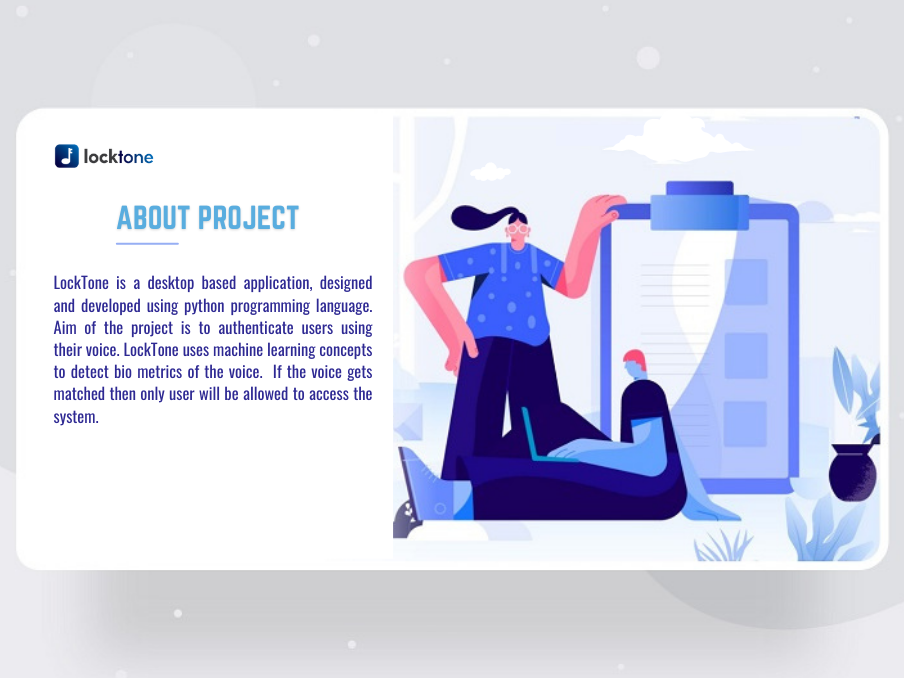 locktone
ABOUT PROJECT
LockTone is a desktop based application, designed
and developed using python programming language.
Aim of the project is to authenticate users using
their voice. LockTone uses machine learning concepts
to detect bio metrics of the voice. If the voice gets
matched then only user will be allowed to access the
system.